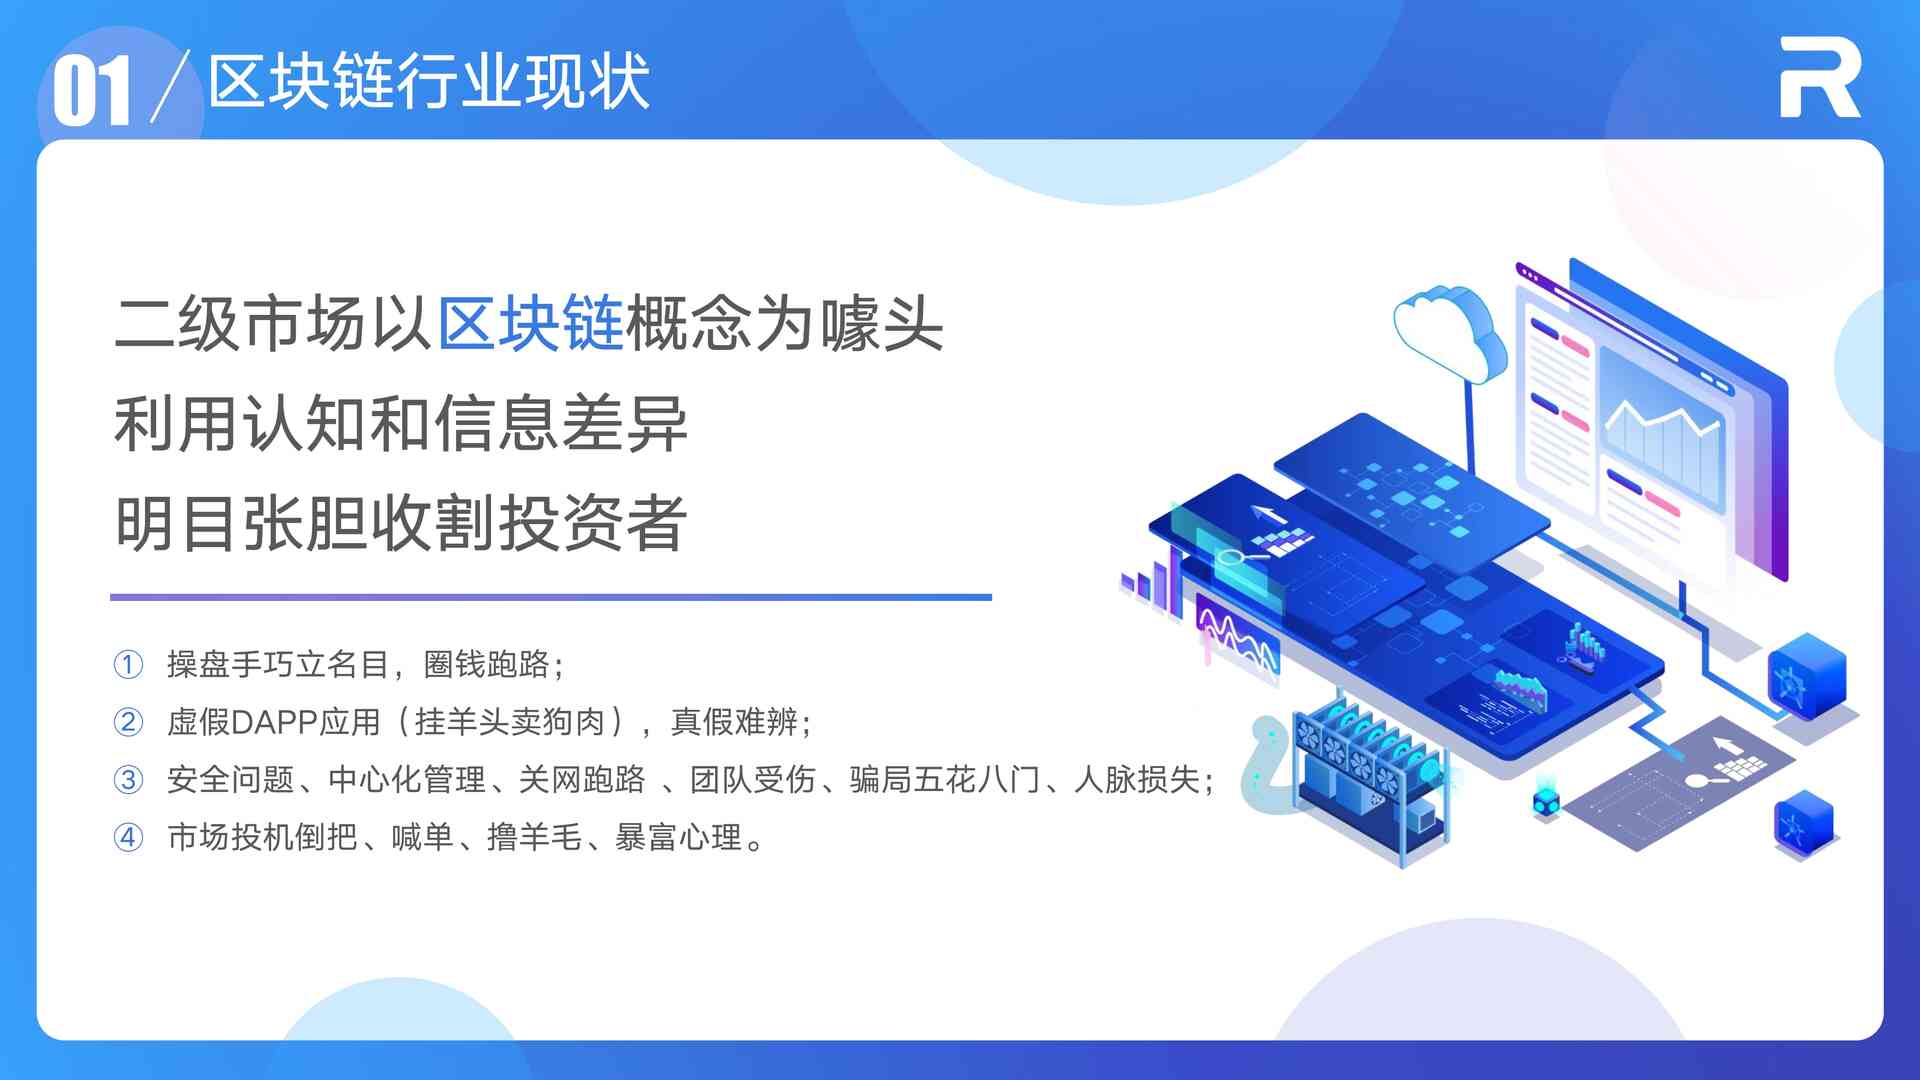 01 / 区块链行业现状
R
二级市场以区块链概念为噱头
利用认知和信息差异
明目张胆收割投资者
① 操盘手巧立名目，圈钱跑路；
② 虚假DAPP应用（挂羊头卖狗肉），真假难辨；
③ 安全问题、中心化管理、关网跑路 、团队受伤、骗局五花八门、人脉损失；
④ 市场投机倒把、喊单、撸羊毛、暴富心理。